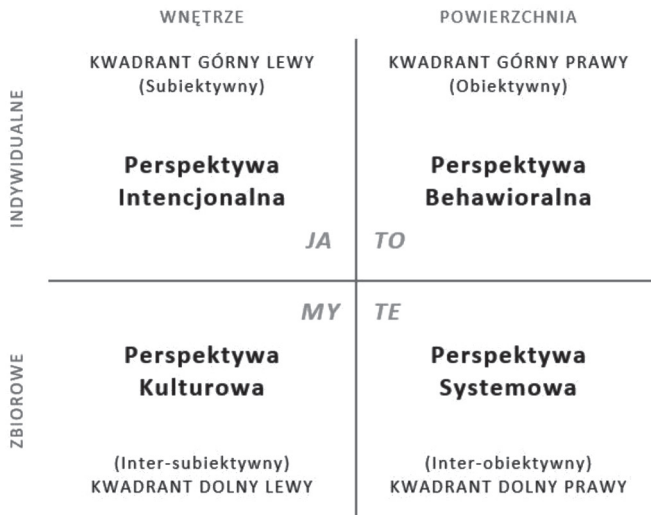 WNĘTRZE
POWIERZCHNIA
INDYWIDUALNE
KWADRANT GÓRNY LEWY
(Subiektywny)
Perspektywa
Intencjonalna
JA
KWADRANT GÓRNY PRAWY
(Obiektywny)
Perspektywa
Behawioralna
TO
ZBIOROWE
MY
Perspektywa
Kulturowa
(Inter-subiektywny)
KWADRANT DOLNY LEWY
TE
Perspektywa
Systemowa
(Inter-obiektywny)
KWADRANT DOLNY PRAWY